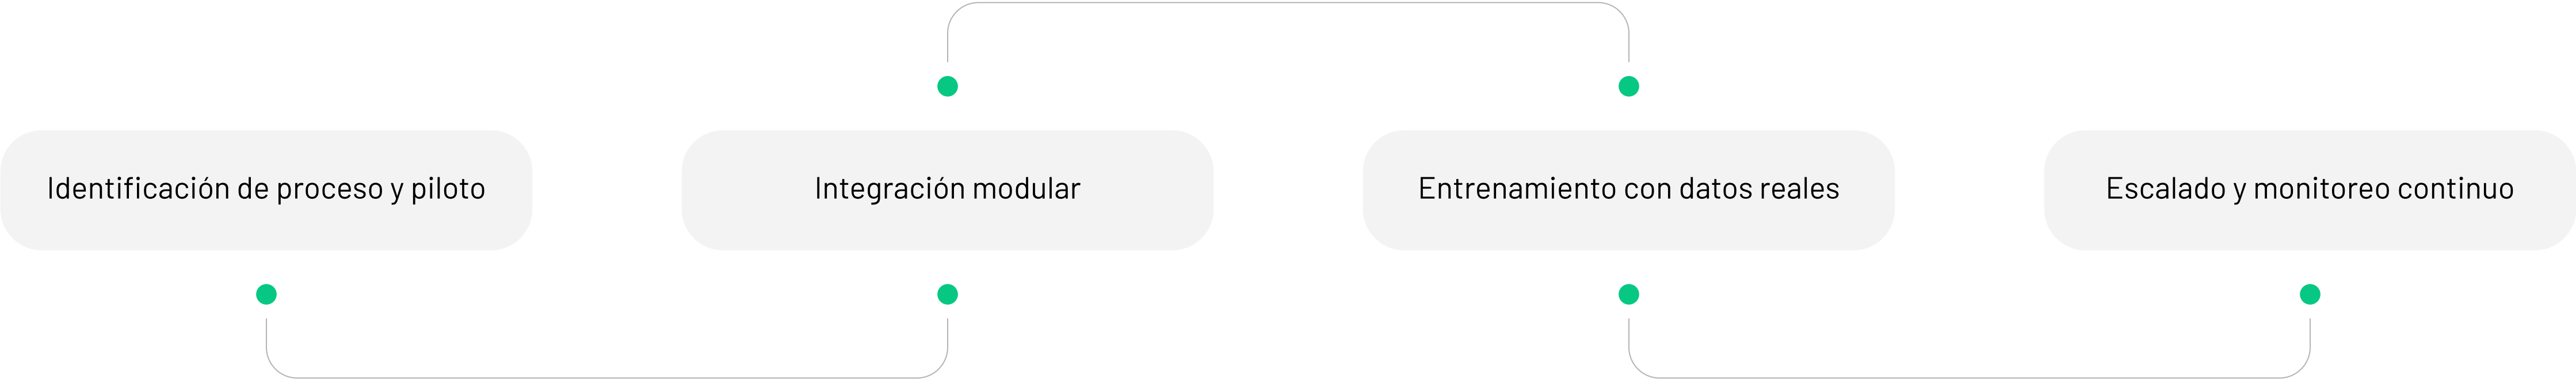 Identificación de proceso y piloto
Integración modular
Entrenamiento con datos reales
Escalado y monitoreo continuo